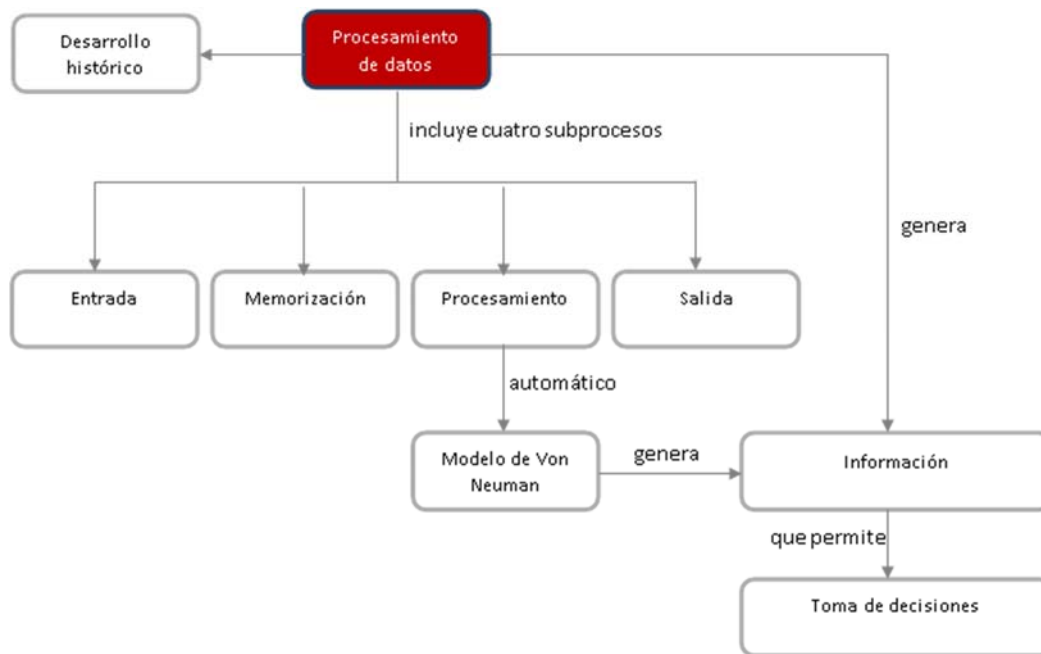 Desarrollo
histórico
Procesamiento
de datos
incluye cuatro subprocesos
genera
Entrada
Memorización
Procesamiento
Salida
automático
Modelo de Von
Neuman
genera
Información
que permite
Toma de decisiones